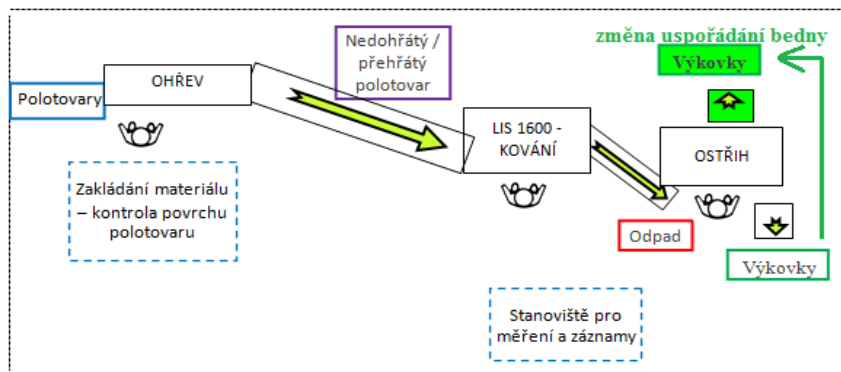 změna uspořádání bedny
Výkovky
Nedohřátý /
přehřátý
polotovar
OHŘEV
Polotovary
LIS 1600 -
KOVÁNÍ
OSTŘIH
Zakládání materiálu
– kontrola povrchu
polotovaru
Odpad
Výkovky
Stanoviště pro
měření a záznamy